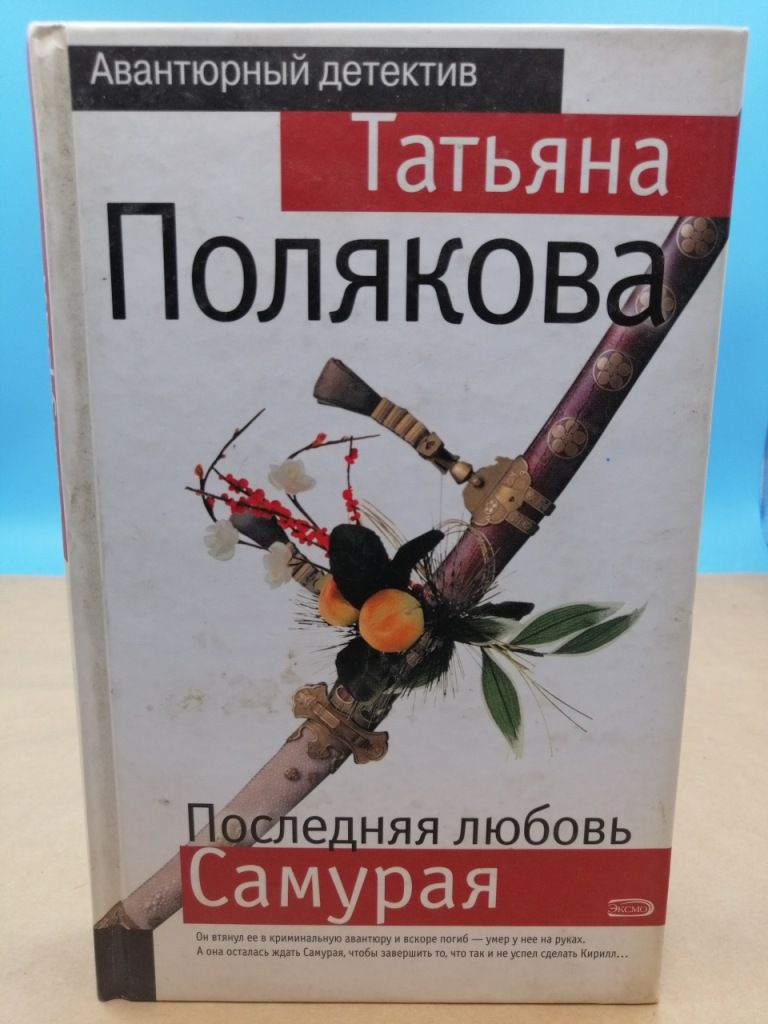 Авантюрный детектив
Татьяна
Полякова
Последняя любовь
Самурая
ЭКСМО
Он втянул ее в криминальную авантюру и вскоре погиб — умер у нее на руках.
А она осталась ждать Самурая, чтобы завершить то, что так и не успел сделать Кирилл...